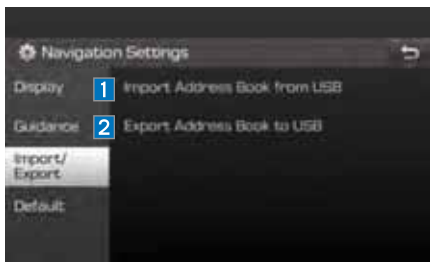 Navigation Settings
Display
1 Import Address Book from USB
Guidance
2 Export Address Book to USB
Import/
Export
Default